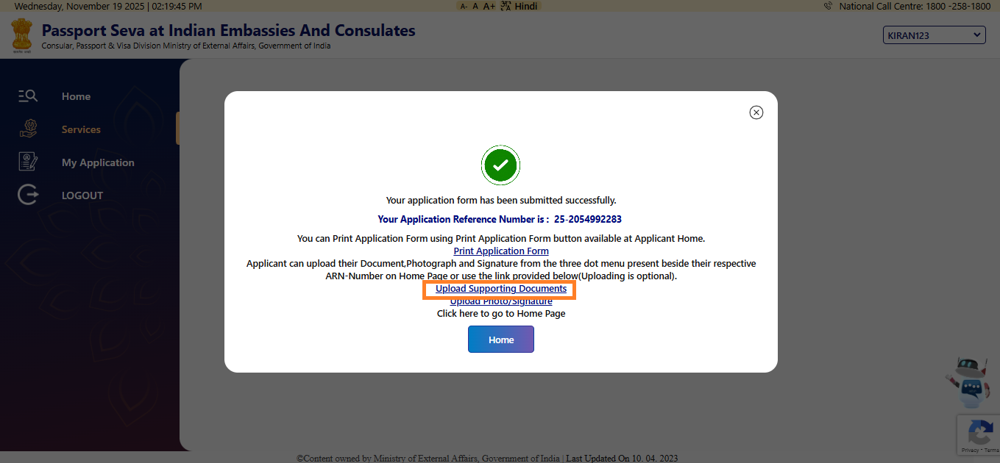 Wednesday, November 19 2025 | 02:19:45 PM
A- A A+ Hindi
National Call Centre: 1800 -258-1800
Passport Seva at Indian Embassies And Consulates
Consular, Passport & Visa Division Ministry of External Affairs, Government of India
KIRAN123
Home
Services
My Application
LOGOUT
Your application form has been submitted successfully.
Your Application Reference Number is : 25-2054992283
You can Print Application Form using Print Application Form button available at Applicant Home.
Print Application Form
Applicant can upload their Document,Photograph and Signature from the three dot menu present beside their respective
ARN-Number on Home Page or use the link provided below(Uploading is optional).
Upload Supporting Documents
Upload Photo/Signature
Click here to go to Home Page
Home
Privacy - Terms
©Content owned by Ministry of External Affairs, Government of India | Last Updated On 10. 04. 2023